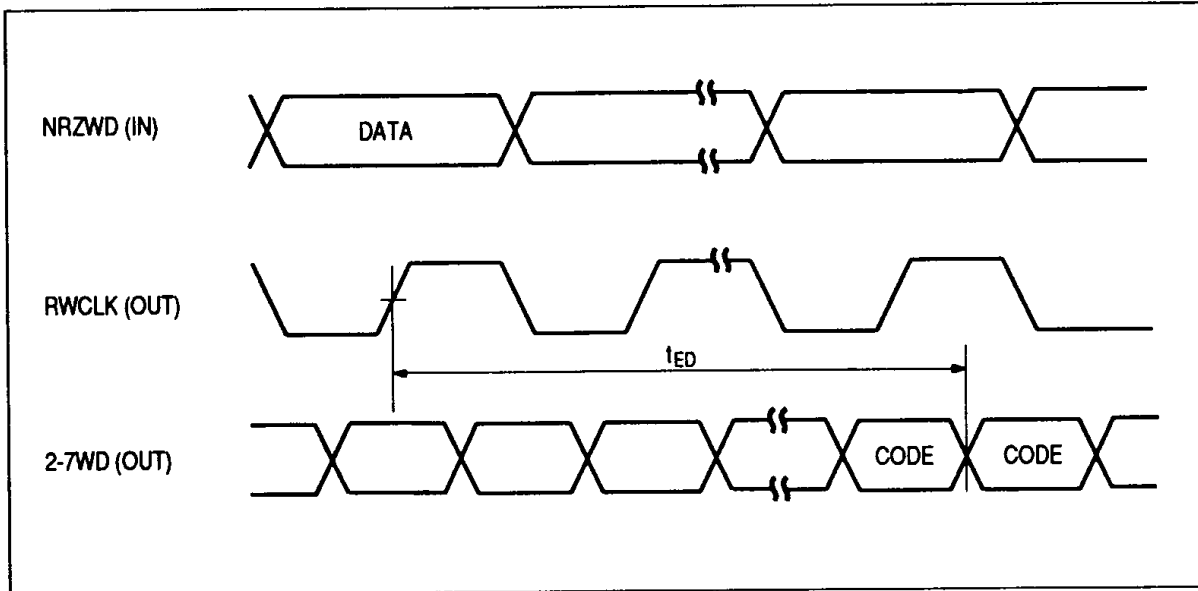 NRZWD (IN)
DATA
RWCLK (OUT)
tED
2-7WD (OUT)
CODE
CODE